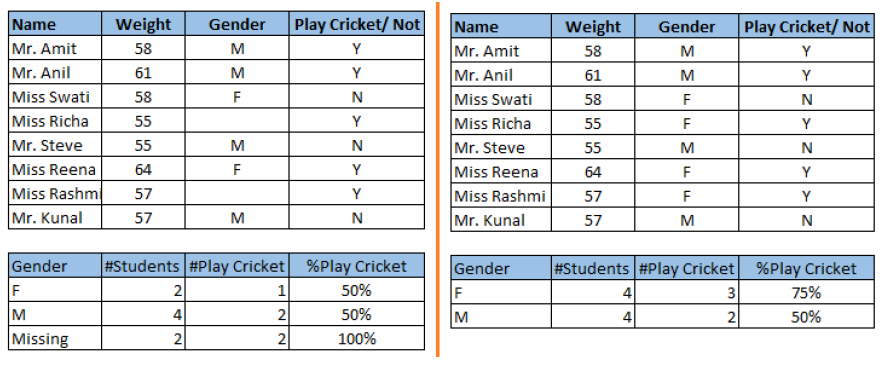 Name Weight Gender Play Cricket/ Not
Mr. Amit 58 M Y
Mr. Anil 61 M Y
Miss Swati 58 F N
Miss Richa 55 Y
Mr. Steve 55 M N
Miss Reena 64 F Y
Miss Rashmi 57 Y
Mr. Kunal 57 M N
Gender #Students #Play Cricket %Play Cricket
F 2 1 50%
M 4 2 50%
Missing 2 2 100%
Name Weight Gender Play Cricket/ Not
Mr. Amit 58 M Y
Mr. Anil 61 M Y
Miss Swati 58 F N
Miss Richa 55 F Y
Mr. Steve 55 M N
Miss Reena 64 F Y
Miss Rashmi 57 F Y
Mr. Kunal 57 M N
Gender #Students #Play Cricket %Play Cricket
F 4 3 75%
M 4 2 50%